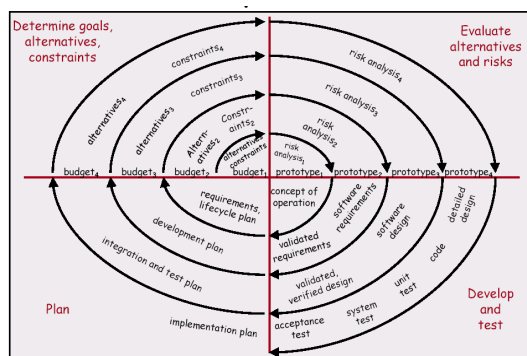 Determine goals,
alternatives,
constraints
Evaluate
alternatives
and risks
constraints4
risk analysis4
constraints3
risk analysis3
alternatives4
alternatives3
Constr-
aints2
risk
analysis2
Altern-
atives2
alternatives
constraints
risk
analysis1
budget4
budget3
budget2
budget1
prototype1
prototype2
prototype3
prototype4
requirements,
lifecycle plan
concept of
operation
software
requirements
detailed
design
development plan
validated
requirements
software
design
integration and test plan
validated,
verified design
code
unit
test
system
test
acceptance
test
implementation plan
Plan
Develop and
test